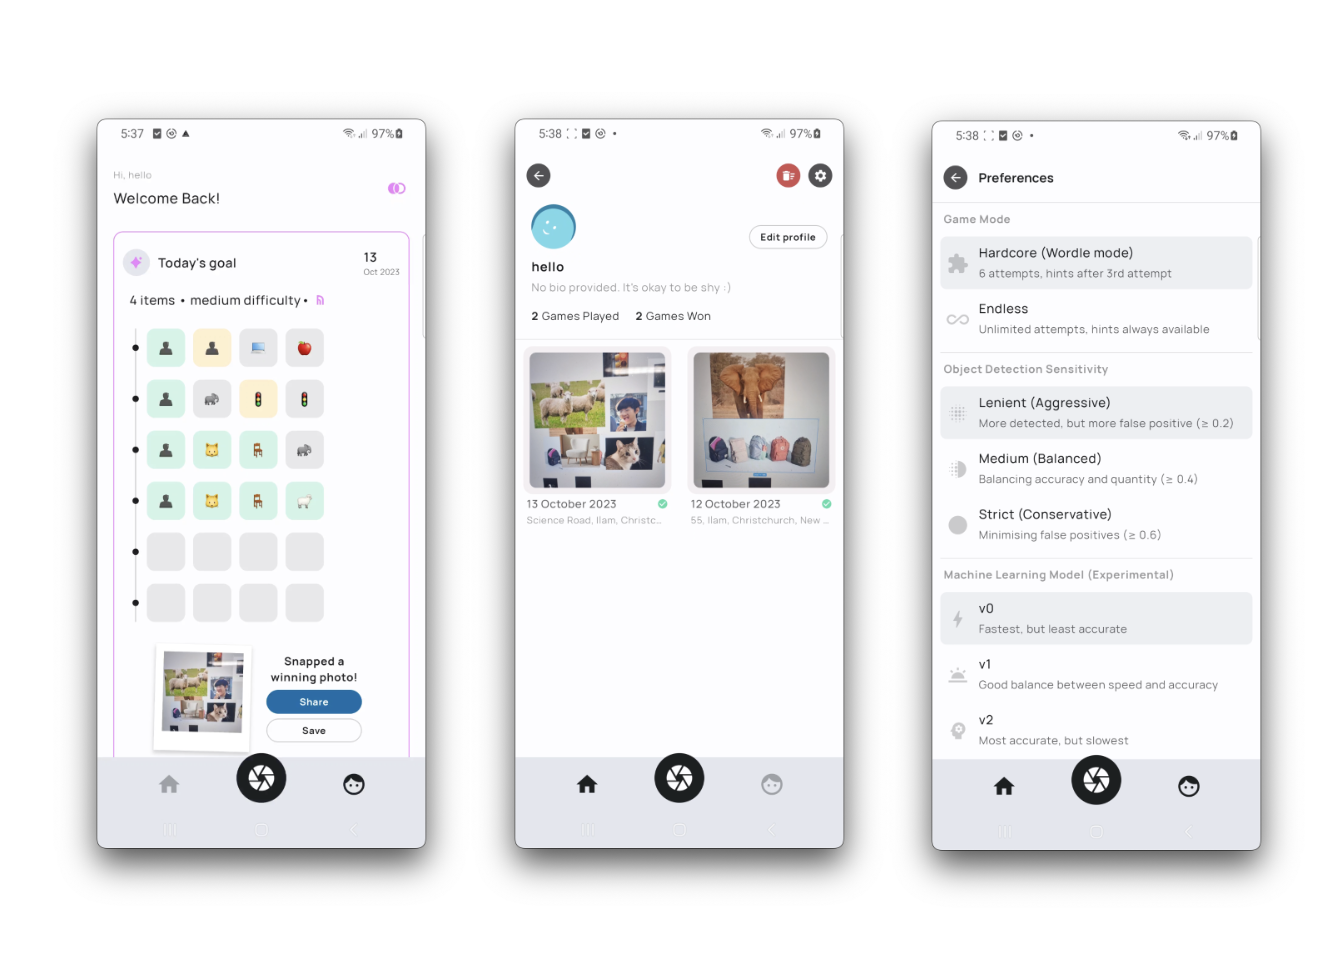 5:37
97%
Hi, hello
Welcome Back!
Today's goal
13
Oct 2023
4 items • medium difficulty •
Snapped a
winning photo!
Share
Save
5:38
97%
Edit profile
hello
No bio provided. It's okay to be shy :)
2 Games Played 2 Games Won
13 October 2023
Science Road, Ilam, Christc...
12 October 2023
55, Ilam, Christchurch, New ...
5:38
97%
Preferences
Game Mode
Hardcore (Wordle mode)
6 attempts, hints after 3rd attempt
Endless
Unlimited attempts, hints always available
Object Detection Sensitivity
Lenient (Aggressive)
More detected, but more false positive (≥ 0.2)
Medium (Balanced)
Balancing accuracy and quantity (≥ 0.4)
Strict (Conservative)
Minimising false positives (≥ 0.6)
Machine Learning Model (Experimental)
v0
Fastest, but least accurate
v1
Good balance between speed and accuracy
v2
Most accurate, but slowest